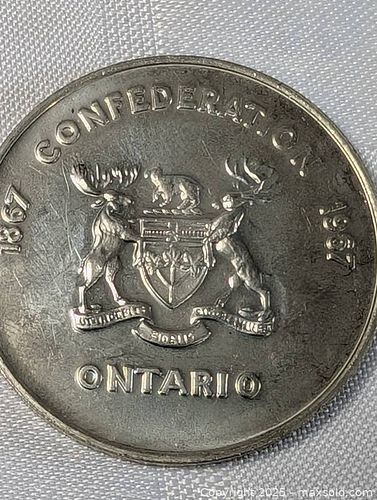 1867 CONFEDERATION 1967
ONTARIO
Copyright 2025 - maxsold.com